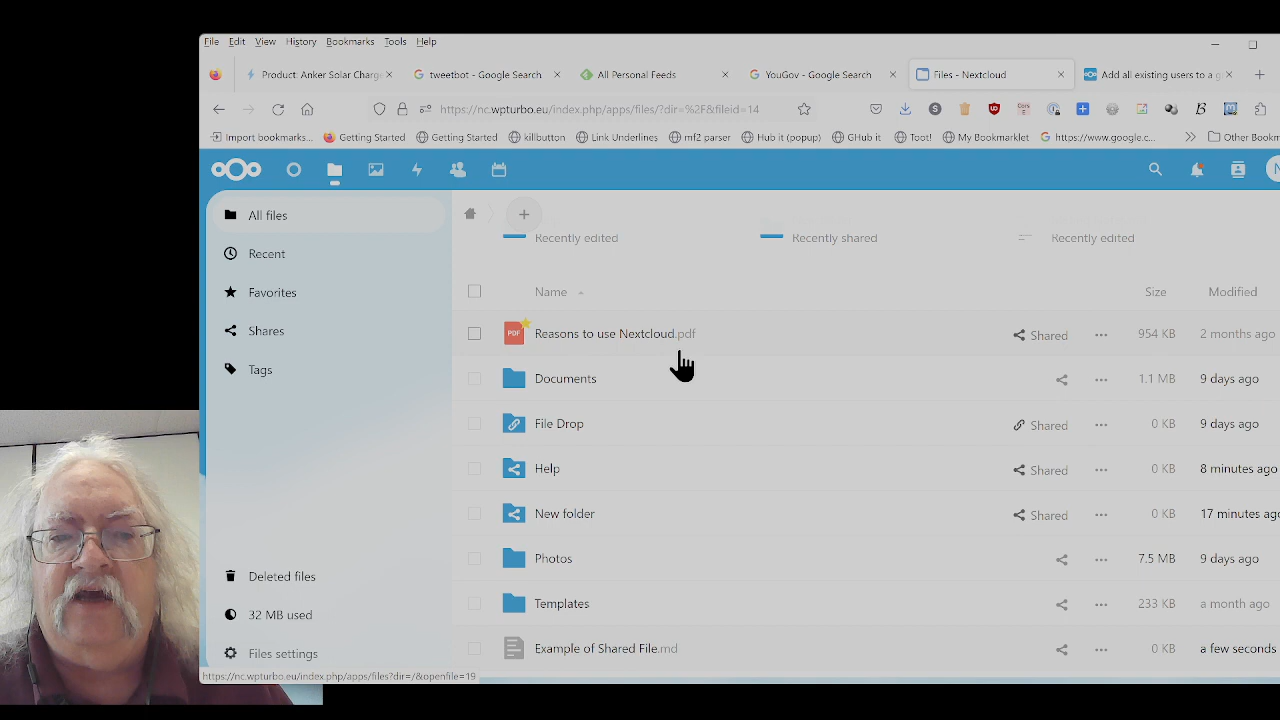 File Edit View History Bookmarks Tools Help
Product: Anker Solar Charge
tweetbot - Google Search
All Personal Feeds
YouGov - Google Search
Files - Nextcloud
Add all existing users to a g
https://nc.wpturbo.eu/index.php/apps/files/?dir=%2F&fileid=14
Import bookmarks... Getting Started Getting Started killbutton Link Underlines mf2 parser Hub it (popup) GHub it Toot! My Bookmarklet https://www.google.c... Other Book
All files
Recent
Favorites
Shares
Tags
Deleted files
32 MB used
Files settings
Recently edited Recently shared Recently edited
Name Size Modified
PDF Reasons to use Nextcloud.pdf Shared 954 KB 2 months ago
Documents 1.1 MB 9 days ago
File Drop Shared 0 KB 9 days ago
Help Shared 0 KB 8 minutes ago
New folder Shared 0 KB 17 minutes ago
Photos 7.5 MB 9 days ago
Templates 233 KB a month ago
Example of Shared File.md 0 KB a few seconds
https://nc.wpturbo.eu/index.php/apps/files?dir=/&openfile=19